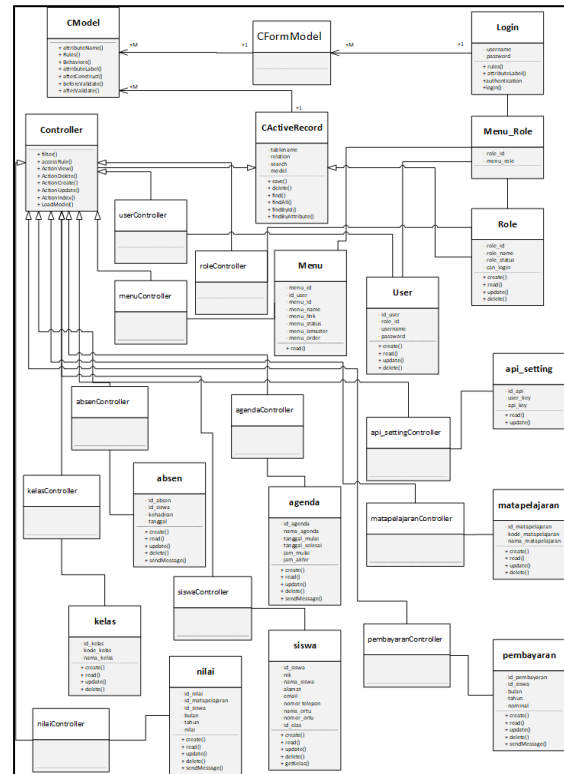 CModel
+ attributeName()
+ Rules()
+ Behaviors()
+ attributeLabel()
+ afterConstruct()
+ beforeValidate()
+ afterValidate()
+M
+1
CFormModel
+M
+1
Login
- username
- password
+ rules()
+ attributeLabel()
+authentication
+login()
+M
+1
Controller
+ filter()
+ accessRule()
+ ActionView()
+ ActionDelete()
+ ActionCreate()
+ ActionUpdate()
+ ActionIndex()
+ LoadModel()
CActiveRecord
- tablename
- relation
- search
- model
+ save()
+ delete()
+ find()
+ findAll()
+ findById()
+ findByAttribute()
Menu_Role
- role_id
- menu_role
userController
roleController
menuController
Menu
- menu_id
- id_user
- menu_id
- menu_name
- menu_link
- menu_status
- menu_ismaster
- menu_order
+ read()
User
- id_user
- role_id
- username
- password
+ create()
+ read()
+ update()
+ delete()
Role
- role_id
- role_name
- role_status
- can_login
+ create()
+ read()
+ update()
+ delete()
api_setting
- id_api
- user_key
- api_key
+ read()
+ update()
absenController
agendaController
api_settingController
kelasController
absen
- id_absen
- id_siswa
- kehadiran
- tanggal
+ create()
+ read()
+ update()
+ delete()
+ sendMessage()
agenda
- id_agenda
- nama_agenda
- tanggal_mulai
- tanggal_selesai
- jam_mulai
- jam_akhir
+ create()
+ read()
+ update()
+ delete()
+ sendMessage()
matapelajaranController
matapelajaran
- id_matapelajaran
- kode_matapelajaran
- nama_matapelajaran
+ create()
+ read()
+ update()
+ delete()
siswaController
kelas
- id_kelas
- kode_kelas
- nama_kelas
+ create()
+ read()
+ update()
+ delete()
nilai
- id_nilai
- id_matapelajaran
- id_siswa
- bulan
- tahun
- nilai
+ create()
+ read()
+ update()
+ delete()
+ sendMessage()
siswa
- id_siswa
- nik
- nama_siswa
- alamat
- email
- nomor telepon
- nama_ortu
- nomor_ortu
- id_elas
+ create()
+ read()
+ update()
+ delete()
+ getKelas()
pembayaranController
pembayaran
- id_pembayaran
- id_siswa
- bulan
- tahun
- nominal
+ create()
+ read()
+ update()
+ delete()
+ sendMessage()
nilaiController